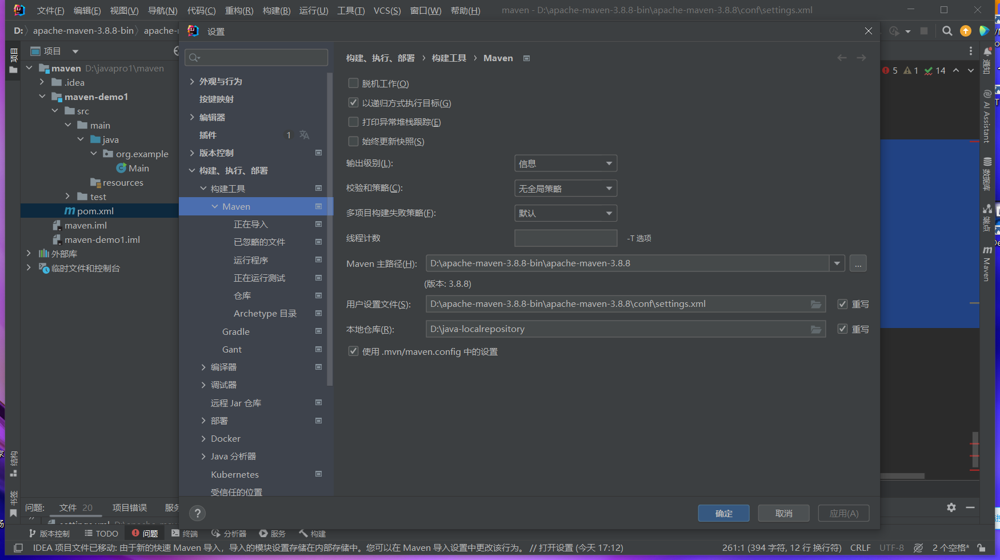 文件(F) 编辑(E) 视图(V) 导航(N) 代码(C) 重构(R) 构建(B) 运行(U) 工具(T) VCS(S) 窗口(W) 帮助(H) maven - D:\apache-maven-3.8.8-bin\apache-maven-3.8.8\conf\settings.xml
D: apache-maven-3.8.8-bin apache-
设置
项目
项目
maven D:\javapro1\maven
.idea
maven-demo1
src
main
java
org.example
Main
resources
test
pom.xml
maven.iml
maven-demo1.iml
外部库
临时文件和控制台
外观与行为
按键映射
编辑器
插件 1
版本控制
构建、执行、部署
构建工具
Maven
正在导入
已忽略的文件
运行程序
正在运行测试
仓库
Archetype 目录
Gradle
Gant
编译器
调试器
远程 Jar 仓库
部署
Docker
Java 分析器
Kubernetes
受信任的位置
构建、执行、部署 › 构建工具 › Maven
脱机工作(O)
以递归方式执行目标(G)
打印异常堆栈跟踪(E)
始终更新快照(S)
输出级别(L): 信息
校验和策略(C): 无全局策略
多项目构建失败策略(F): 默认
线程计数 -T 选项
Maven 主路径(H): D:\apache-maven-3.8.8-bin\apache-maven-3.8.8 ...
(版本: 3.8.8)
用户设置文件(S): D:\apache-maven-3.8.8-bin\apache-maven-3.8.8\conf\settings.xml 重写
本地仓库(R): D:\java-localrepository 重写
使用 .mvn/maven.config 中的设置
? 确定 取消 应用(A)
5 1 14
通知
AI Assistant
数据库
端点
Maven
结构
书签
问题: 文件 20 项目错误 服务
版本控制 TODO 问题 终端 分析器 服务 构建
IDEA 项目文件已移动: 由于新的快速 Maven 导入，导入的模块设置存储在内部存储中。您可以在 Maven 导入设置中更改该行为。 // 打开设置 (今天 17:12) 261:1 (394 字符, 12 行 换行符) CRLF UTF-8 2 个空格*